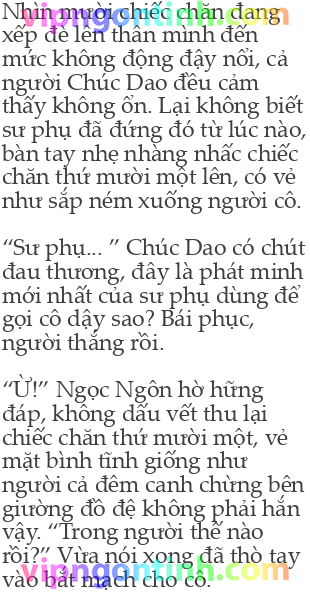 Nhìn mười chiếc chăn đang
xếp đè lên thân mình đến
mức không động đậy nổi, cả
người Chúc Dao đều cảm
thấy không ổn. Lại không biết
sư phụ đã đứng đó từ lúc nào,
bàn tay nhẹ nhàng nhấc chiếc
chăn thứ mười một lên, có vẻ
như sắp ném xuống người cô.
“Sư phụ... ” Chúc Dao có chút
đau thương, đây là phát minh
mới nhất của sư phụ dùng để
gọi cô dậy sao? Bái phục,
người thắng rồi.
“Ừ!” Ngọc Ngôn hờ hững
đáp, không dấu vết thu lại
chiếc chăn thứ mười một, vẻ
mặt bình tĩnh giống như
người cả đêm canh chừng bên
giường đồ đệ không phải hắn
vậy. “Trong người thế nào
rồi?” Vừa nói xong đã thò tay
vào bắt mạch cho cô.
vipngontinh.com
vipngontinh.com